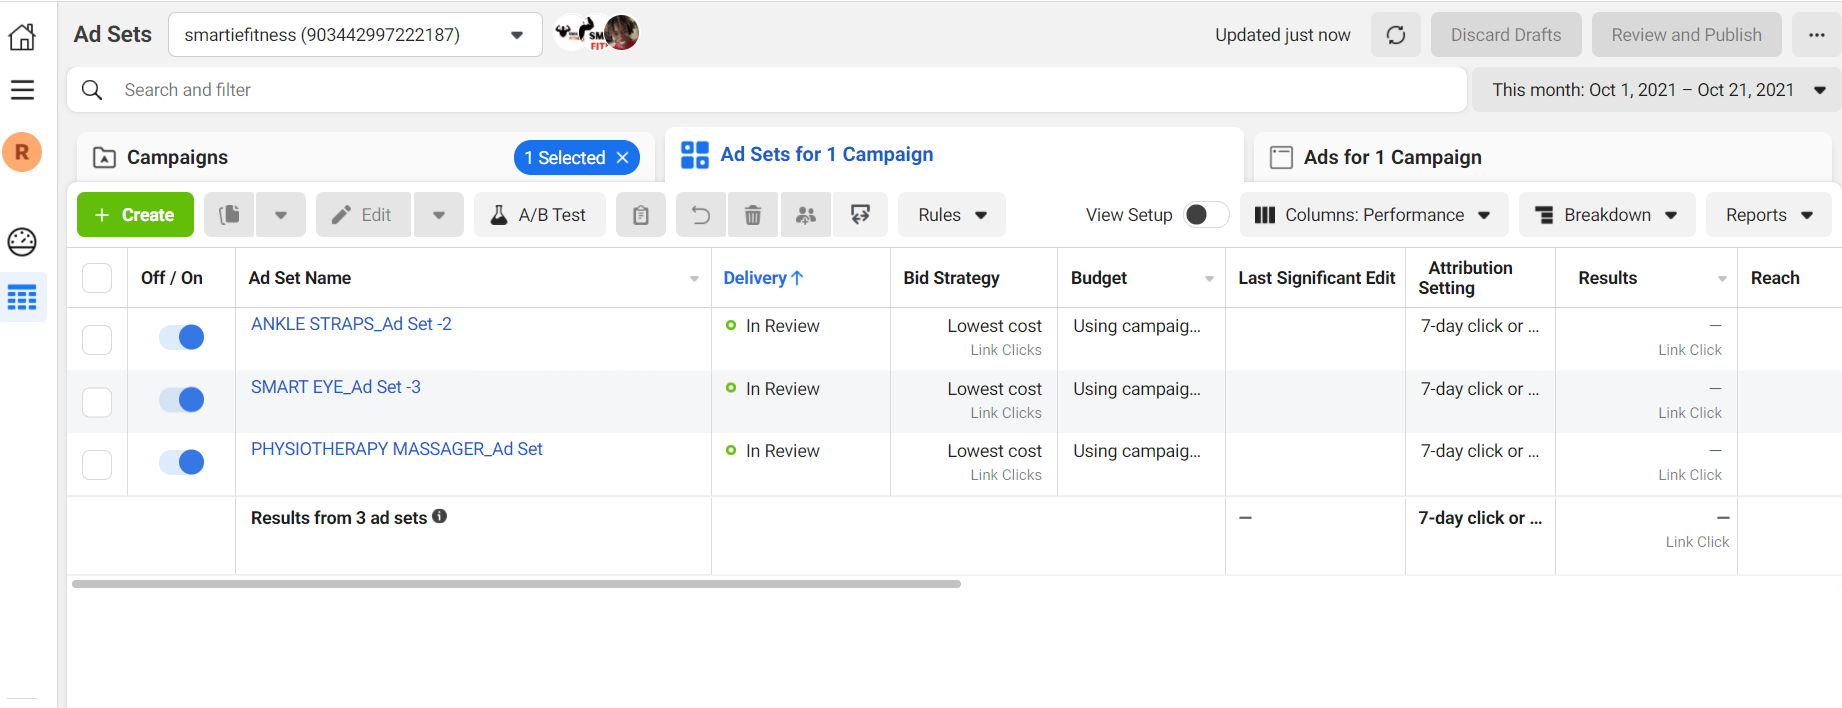 Ad Sets
smartiefitness (903442997222187)
Updated just now
Discard Drafts
Review and Publish
Search and filter
This month: Oct 1, 2021 – Oct 21, 2021
R
Campaigns
1 Selected
Ad Sets for 1 Campaign
Ads for 1 Campaign
+ Create
Edit
A/B Test
Rules
View Setup
Columns: Performance
Breakdown
Reports
Off / On
Ad Set Name
Delivery↑
Bid Strategy
Budget
Last Significant Edit
Attribution
Setting
Results
Reach
ANKLE STRAPS_Ad Set -2
In Review
Lowest cost
Link Clicks
Using campaig...
7-day click or ...
—
Link Click
SMART EYE_Ad Set -3
In Review
Lowest cost
Link Clicks
Using campaig...
7-day click or ...
—
Link Click
PHYSIOTHERAPY MASSAGER_Ad Set
In Review
Lowest cost
Link Clicks
Using campaig...
7-day click or ...
—
Link Click
Results from 3 ad sets
—
7-day click or ...
—
Link Click